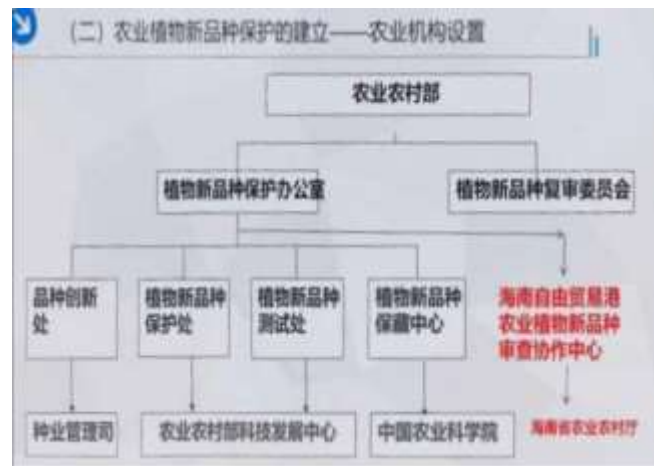 （二）农业植物新品种保护的建立——农业机构设置
农业农村部
植物新品种保护办公室
植物新品种复审委员会
品种创新
处
植物新品种
保护处
植物新品种
测试处
植物新品种
保藏中心
海南自由贸易港
农业植物新品种
审查协作中心
种业管理司
农业农村部科技发展中心
中国农业科学院
海南省农业农村厅